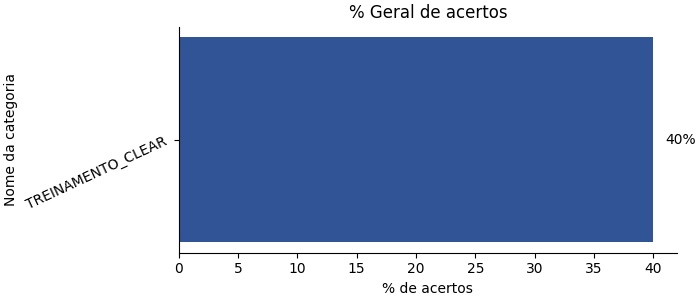 % Geral de acertos
Nome da categoria
TREINAMENTO_CLEAR
40%
0 5 10 15 20 25 30 35 40
% de acertos